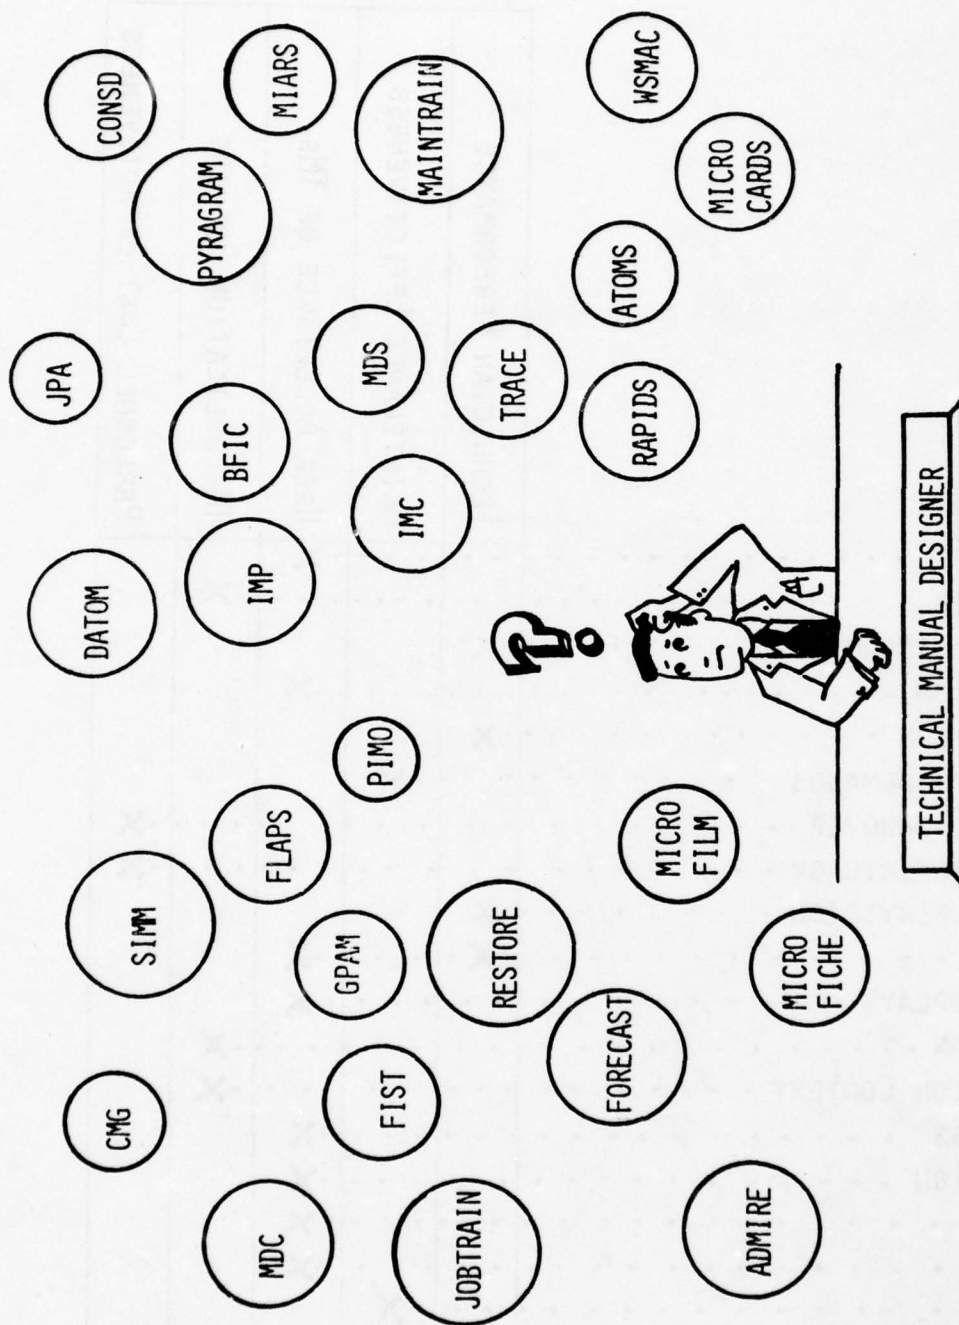 JPA
CMG
DATOM
CONSD
SIMM
PYRAGRAM
BFIC
MDC
IMP
FLAPS
MIARS
GPAM
PIMO
MDS
FIST
IMC
MAINTRAIN
JOBTRAIN
RESTORE
TRACE
?
FORECAST
ATOMS
RAPIDS
WSMAC
MICRO
FILM
MICRO
CARDS
ADMIRE
MICRO
FICHE
TECHNICAL MANUAL DESIGNER